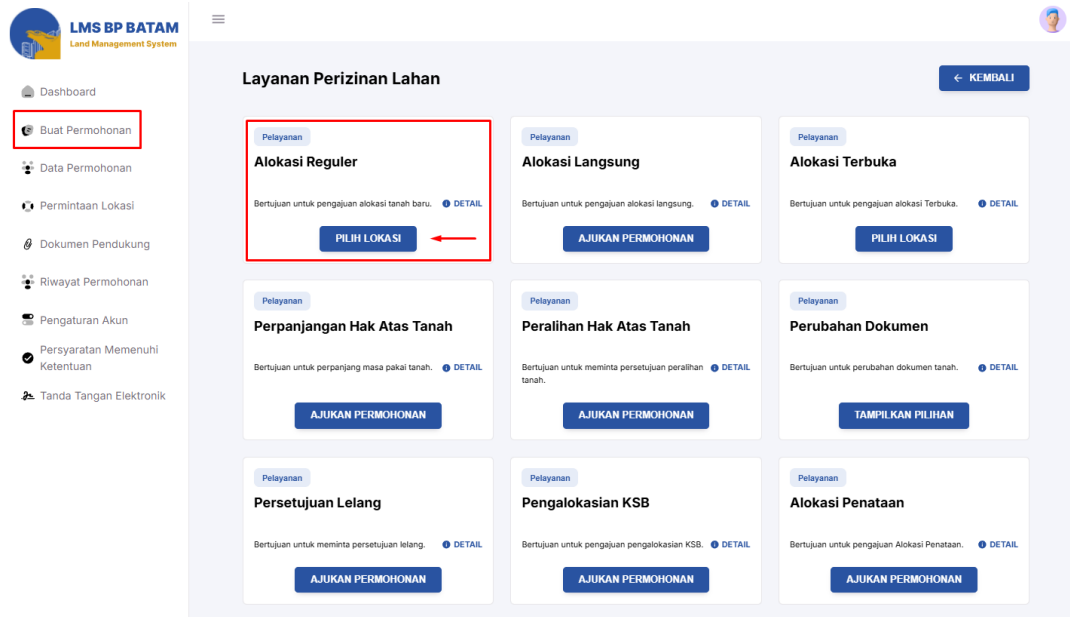 LMS BP BATAM
Land Management System
Dashboard
Buat Permohonan
Data Permohonan
Permintaan Lokasi
Dokumen Pendukung
Riwayat Permohonan
Pengaturan Akun
Persyaratan Memenuhi
Ketentuan
Tanda Tangan Elektronik
Layanan Perizinan Lahan
← KEMBALI
Pelayanan
Alokasi Reguler
Bertujuan untuk pengajuan alokasi tanah baru. DETAIL
PILIH LOKASI
Pelayanan
Alokasi Langsung
Bertujuan untuk pengajuan alokasi langsung. DETAIL
AJUKAN PERMOHONAN
Pelayanan
Alokasi Terbuka
Bertujuan untuk pengajuan alokasi Terbuka. DETAIL
PILIH LOKASI
Pelayanan
Perpanjangan Hak Atas Tanah
Bertujuan untuk perpanjang masa pakai tanah. DETAIL
AJUKAN PERMOHONAN
Pelayanan
Peralihan Hak Atas Tanah
Bertujuan untuk meminta persetujuan peralihan DETAIL
tanah.
AJUKAN PERMOHONAN
Pelayanan
Perubahan Dokumen
Bertujuan untuk perubahan dokumen tanah. DETAIL
TAMPILKAN PILIHAN
Pelayanan
Persetujuan Lelang
Bertujuan untuk meminta persetujuan lelang. DETAIL
AJUKAN PERMOHONAN
Pelayanan
Pengalokasian KSB
Bertujuan untuk pengajuan pengalokasian KSB. DETAIL
AJUKAN PERMOHONAN
Pelayanan
Alokasi Penataan
Bertujuan untuk pengajuan Alokasi Penataan. DETAIL
AJUKAN PERMOHONAN